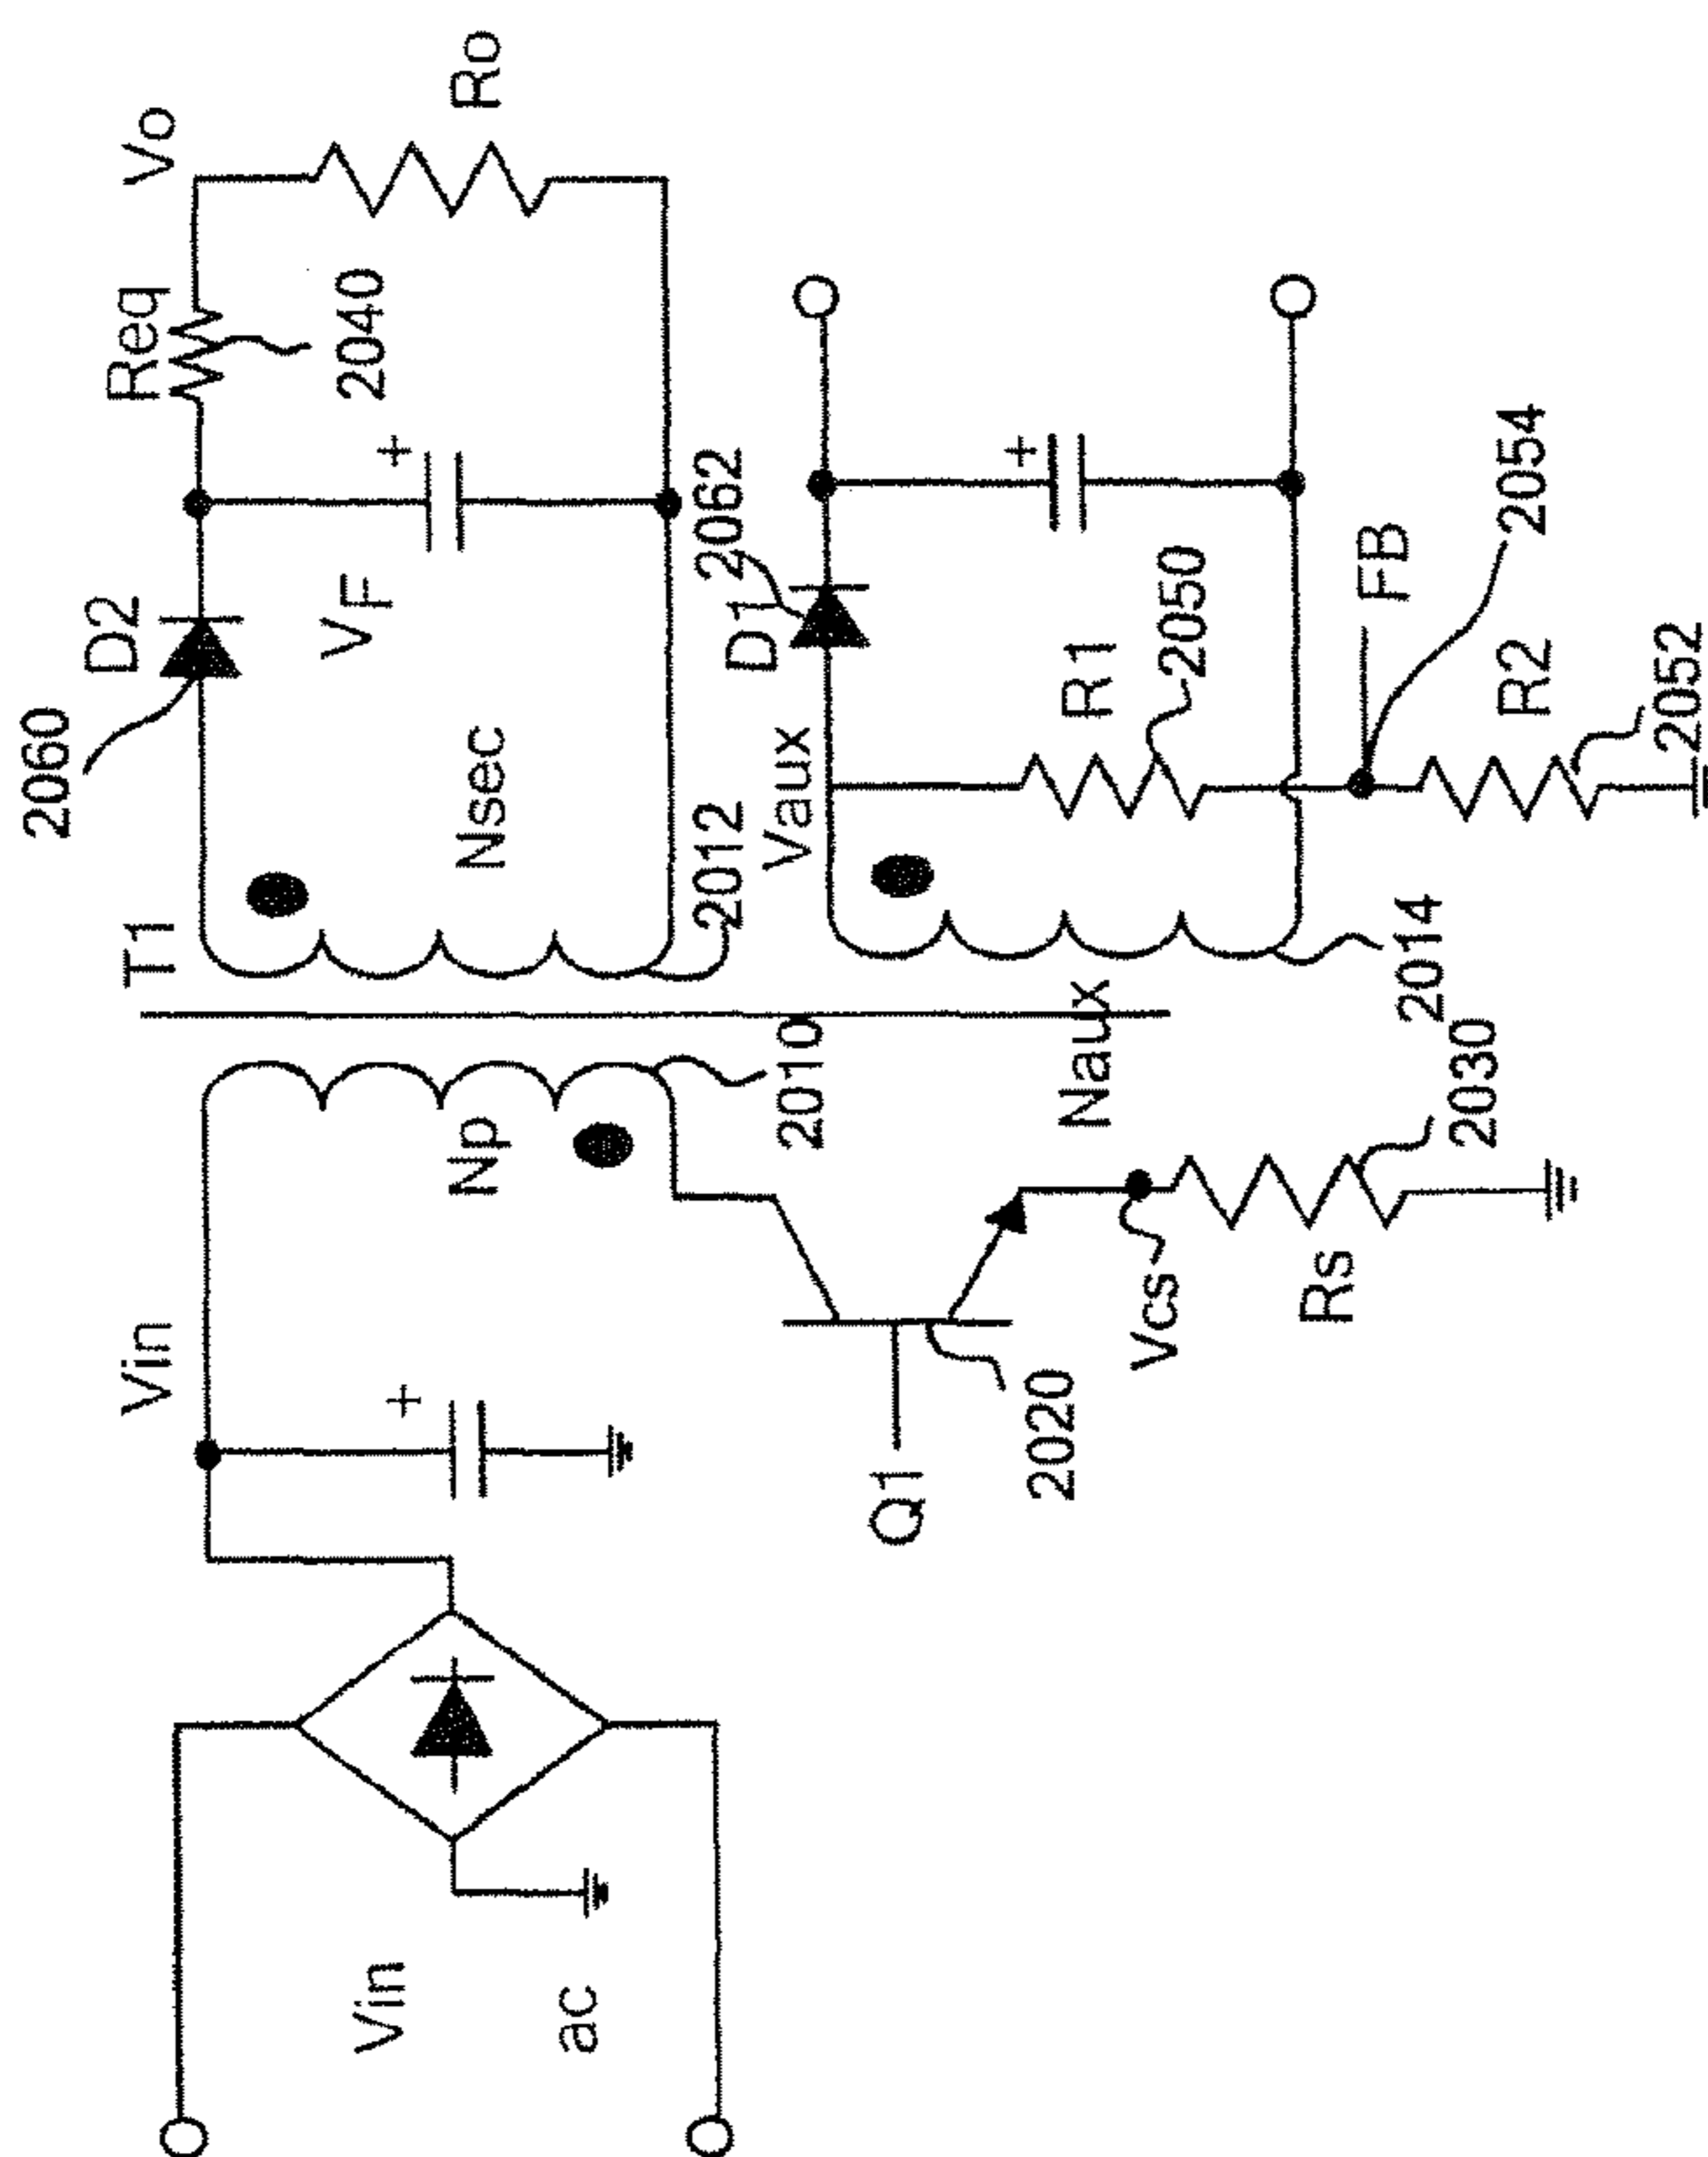 2060
D2
Req
Vo
2040
Ro
VF
T1
Nsec
2012
2062
D1
Vaux
R1
2050
FB
2054
R2
2052
2014
Naux
Vin
Np
2010
Q1
2020
Vcs
Rs
2030
Vin
ac
+
+
+